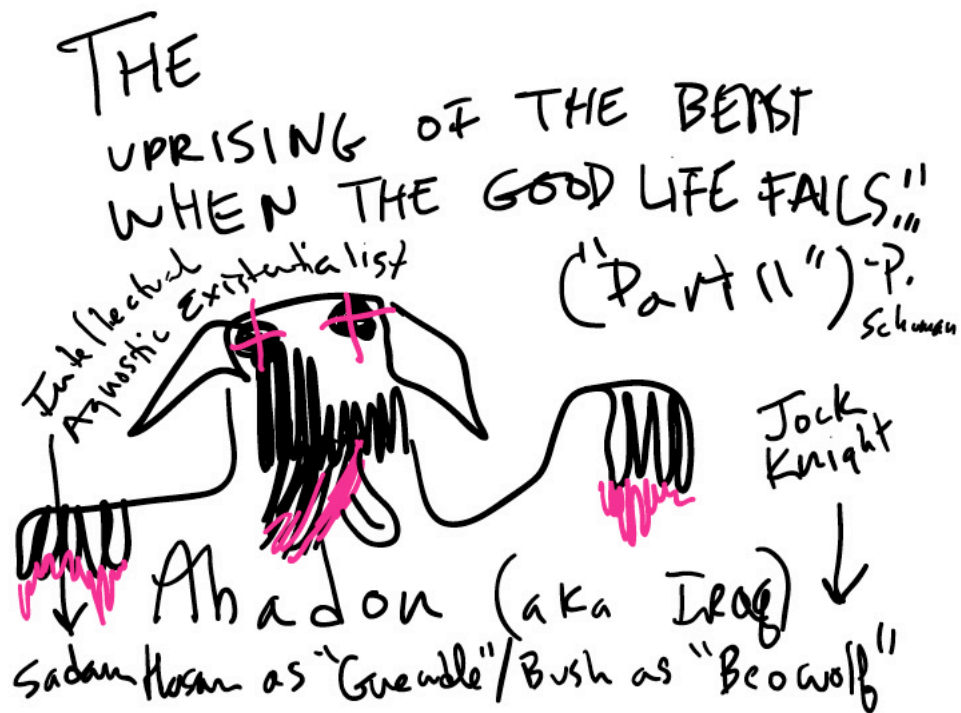 THE
UPRISING OF THE BEAST
WHEN THE GOOD LIFE FAILS..."
("Part II") -P.
Schuman
Intellectual
Agnostic Existentialist
Jock
Knight
Abadon (aka IRAQ)
Sadam Hosan as "Grendle"/Bush as "Beowolf"